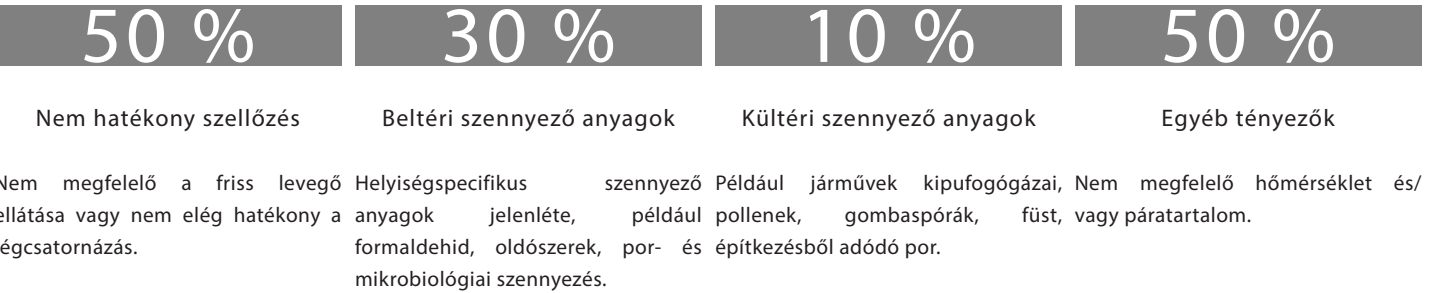 50 %
Nem hatékony szellőzés
Nem megfelelő a friss levegő
ellátása vagy nem elég hatékony a
légcsatornázás.
30 %
Beltéri szennyező anyagok
Helyiségspecifikus szennyező
anyagok jelenléte, például
formaldehid, oldószerek, por- és
mikrobiológiai szennyezés.
10 %
Kültéri szennyező anyagok
Például járművek kipufogógázai,
pollenek, gombaspórák, füst,
építkezésből adódó por.
50 %
Egyéb tényezők
Nem megfelelő hőmérséklet és/
vagy páratartalom.